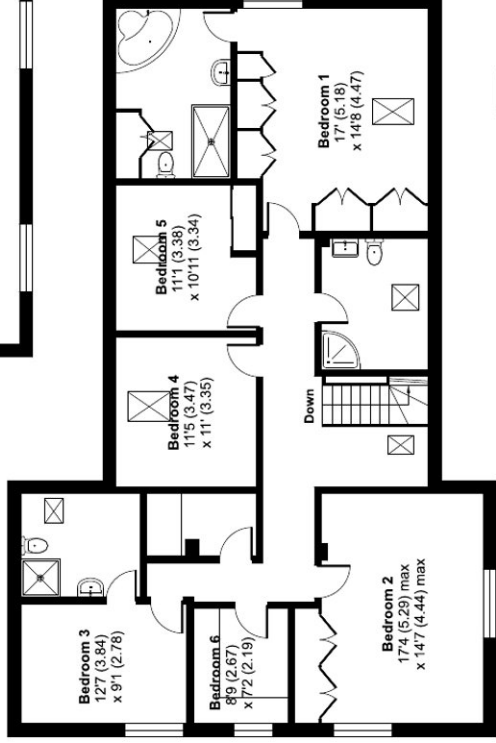 Bedroom 1
17' (5.18)
x 14'8 (4.47)
Bedroom 5
11'1 (3.38)
x 10'11 (3.34)
Bedroom 4
11'5 (3.47)
x 11' (3.35)
Down
Bedroom 3
12'7 (3.84)
x 9'1 (2.78)
Bedroom 6
8'9 (2.67)
x 7'2 (2.19)
Bedroom 2
17'4 (5.29) max
x 14'7 (4.44) max